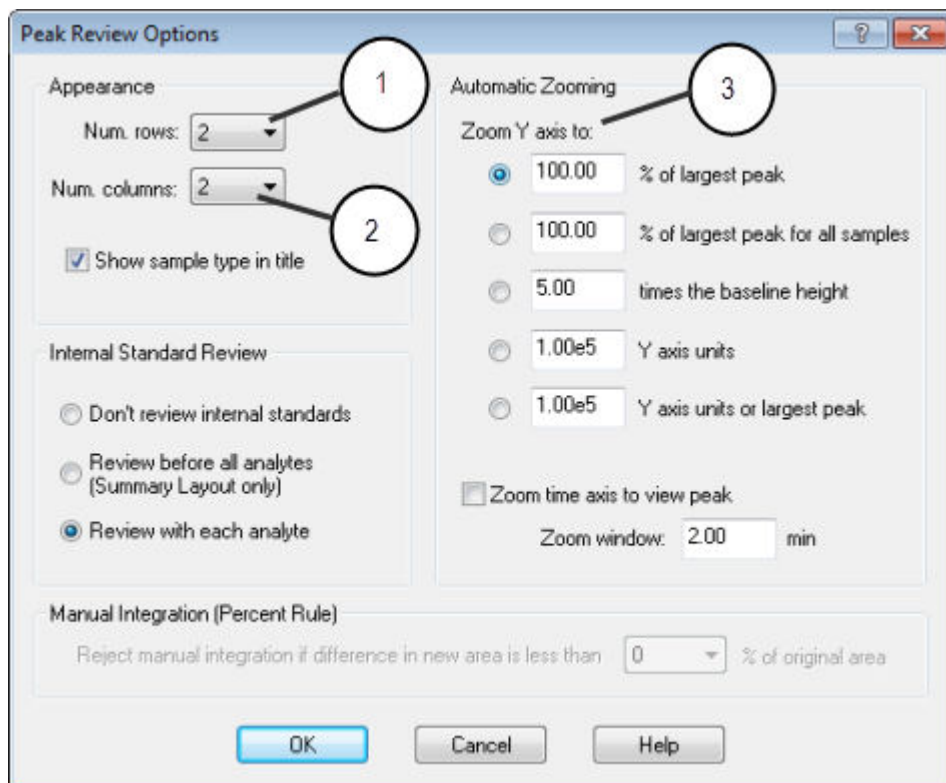 Peak Review Options
?
Appearance
1
Num. rows: 2
Num. columns: 2
2
Show sample type in title
Internal Standard Review
Don't review internal standards
Review before all analytes
(Summary Layout only)
Review with each analyte
Automatic Zooming
3
Zoom Y axis to:
100.00 % of largest peak
100.00 % of largest peak for all samples
5.00 times the baseline height
1.00e5 Y axis units
1.00e5 Y axis units or largest peak
Zoom time axis to view peak
Zoom window: 2.00 min
Manual Integration (Percent Rule)
Reject manual integration if difference in new area is less than 0 % of original area
OK Cancel Help